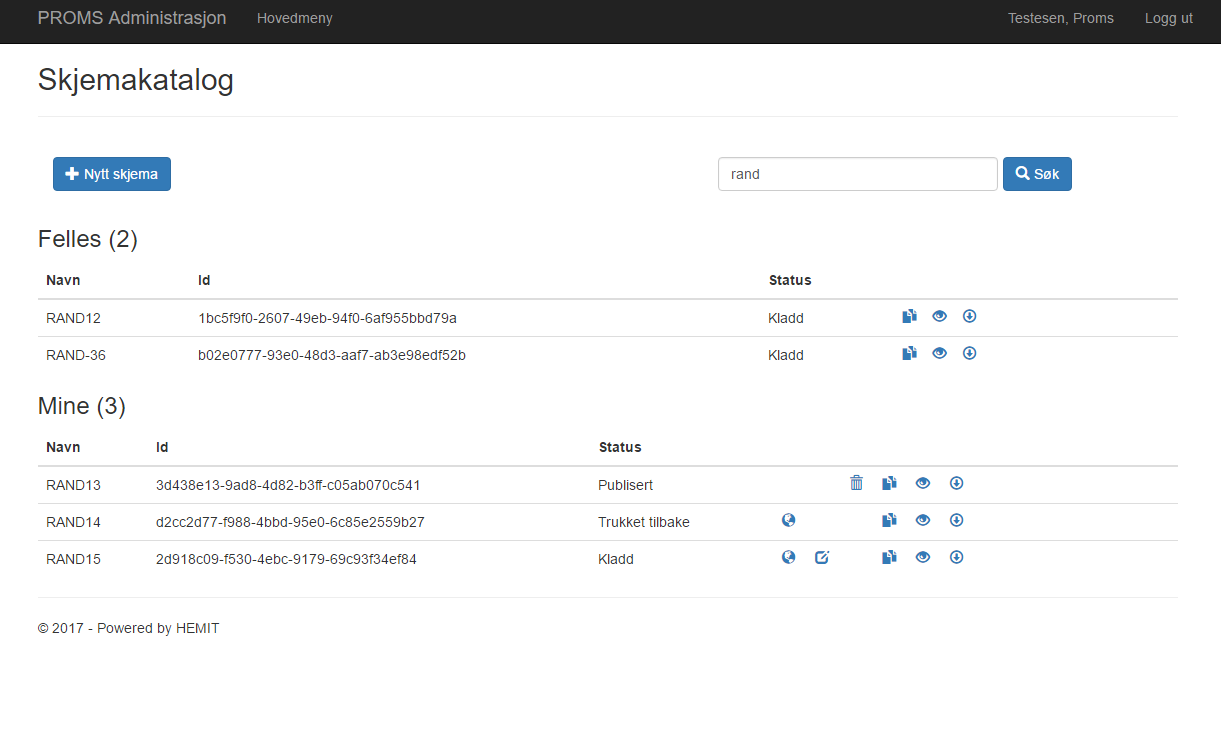 PROMS Administrasjon Hovedmeny Testesen, Proms Logg ut
Skjemakatalog
Nytt skjema rand Søk
Felles (2)
Navn Id Status
RAND12 1bc5f9f0-2607-49eb-94f0-6af955bbd79a Kladd
RAND-36 b02e0777-93e0-48d3-aaf7-ab3e98edf52b Kladd
Mine (3)
Navn Id Status
RAND13 3d438e13-9ad8-4d82-b3ff-c05ab070c541 Publisert
RAND14 d2cc2d77-f988-4bbd-95e0-6c85e2559b27 Trukket tilbake
RAND15 2d918c09-f530-4ebc-9179-69c93f34ef84 Kladd
© 2017 - Powered by HEMIT